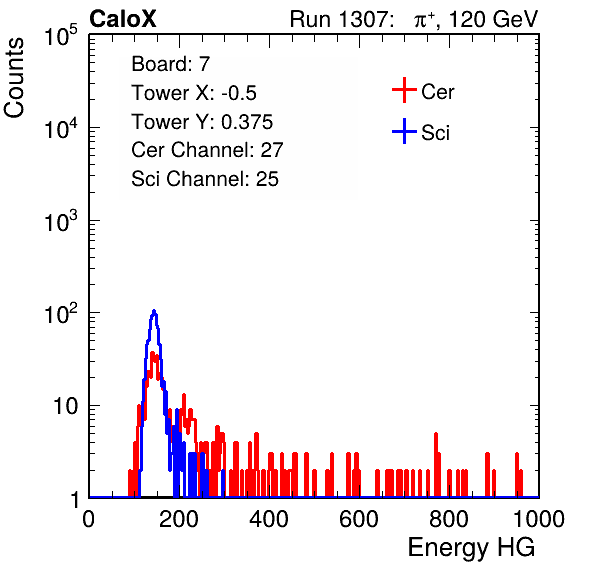 CaloX Run 1307: π⁺, 120 GeV
Counts
Board: 7
Tower X: -0.5
Tower Y: 0.375
Cer Channel: 27
Sci Channel: 25
Cer
Sci
10⁵
10⁴
10³
10²
10
1
0 200 400 600 800 1000
Energy HG